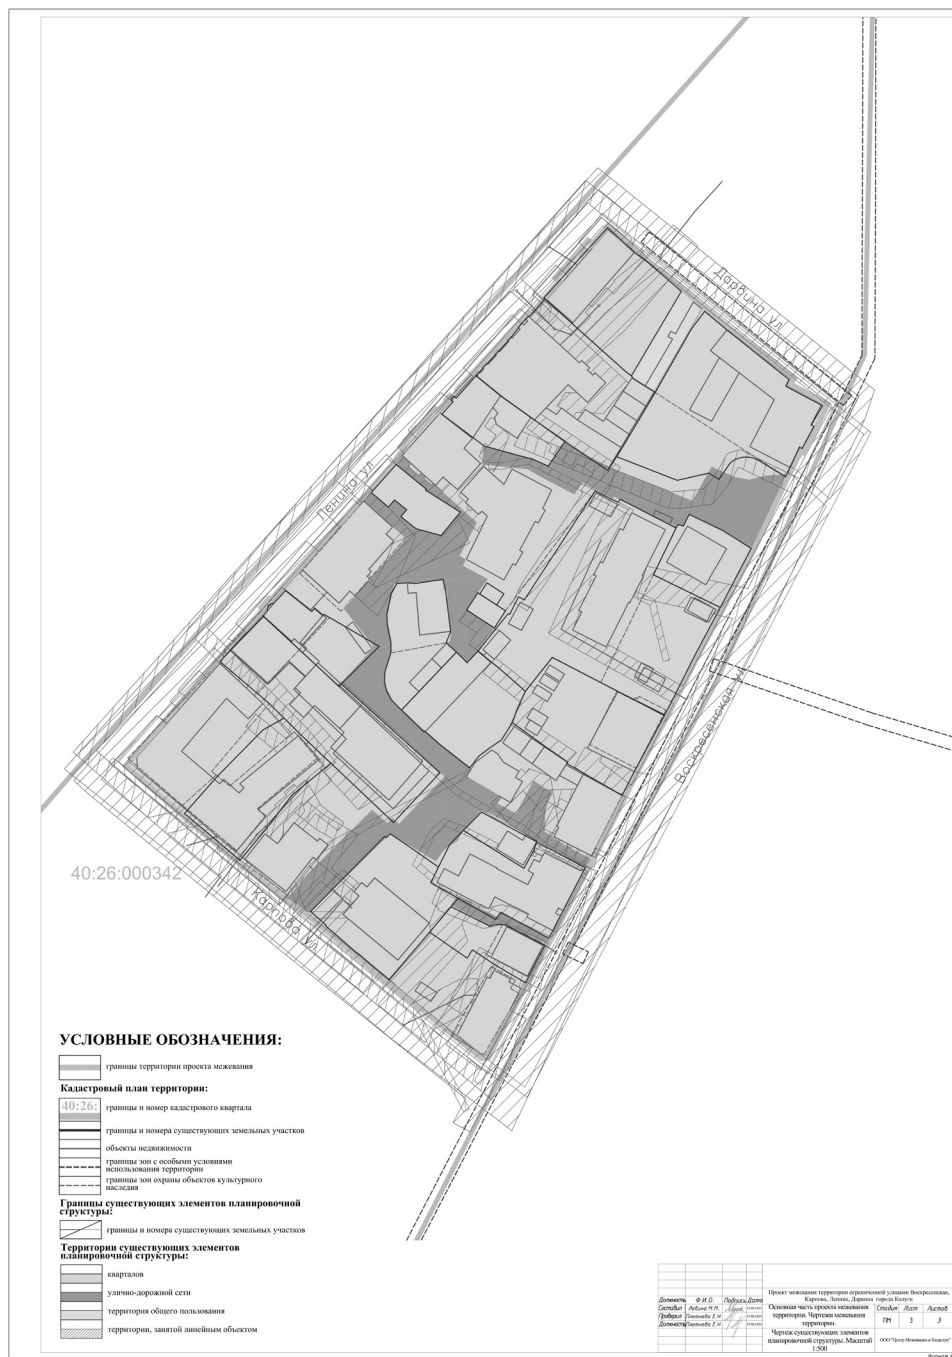 Дарвина ул
Ленина ул
Воскресенская ул
40:26:000342
Карпова ул
УСЛОВНЫЕ ОБОЗНАЧЕНИЯ:
границы территории проекта межевания
Кадастровый план территории:
40:26:
границы и номер кадастрового квартала
границы и номера существующих земельных участков
объекты недвижимости
границы зон с особыми условиями
использования территории
границы зон охраны объектов культурного
наследия
Границы существующих элементов планировочной
структуры:
границы и номера существующих земельных участков
Территории существующих элементов
планировочной структуры:
кварталов
улично-дорожной сети
территория общего пользования
территории, занятой линейным объектом
Проект межевания территории ограниченной улицами Воскресенская,
Карпова, Ленина, Дарвина города Калуги
Должность Ф.И.О. Подпись Дата
Составил Левина М.М.
Проверил Плетнева Е.Н.
Должность Плетнева Е.Н.
Основная часть проекта межевания
территории. Чертежи межевания
территории.
Стадия Лист Листов
ПМ 3 3
Чертеж существующих элементов
планировочной структуры. Масштаб
1:500
ООО "Центр Межевания и Кадастра"
Формат